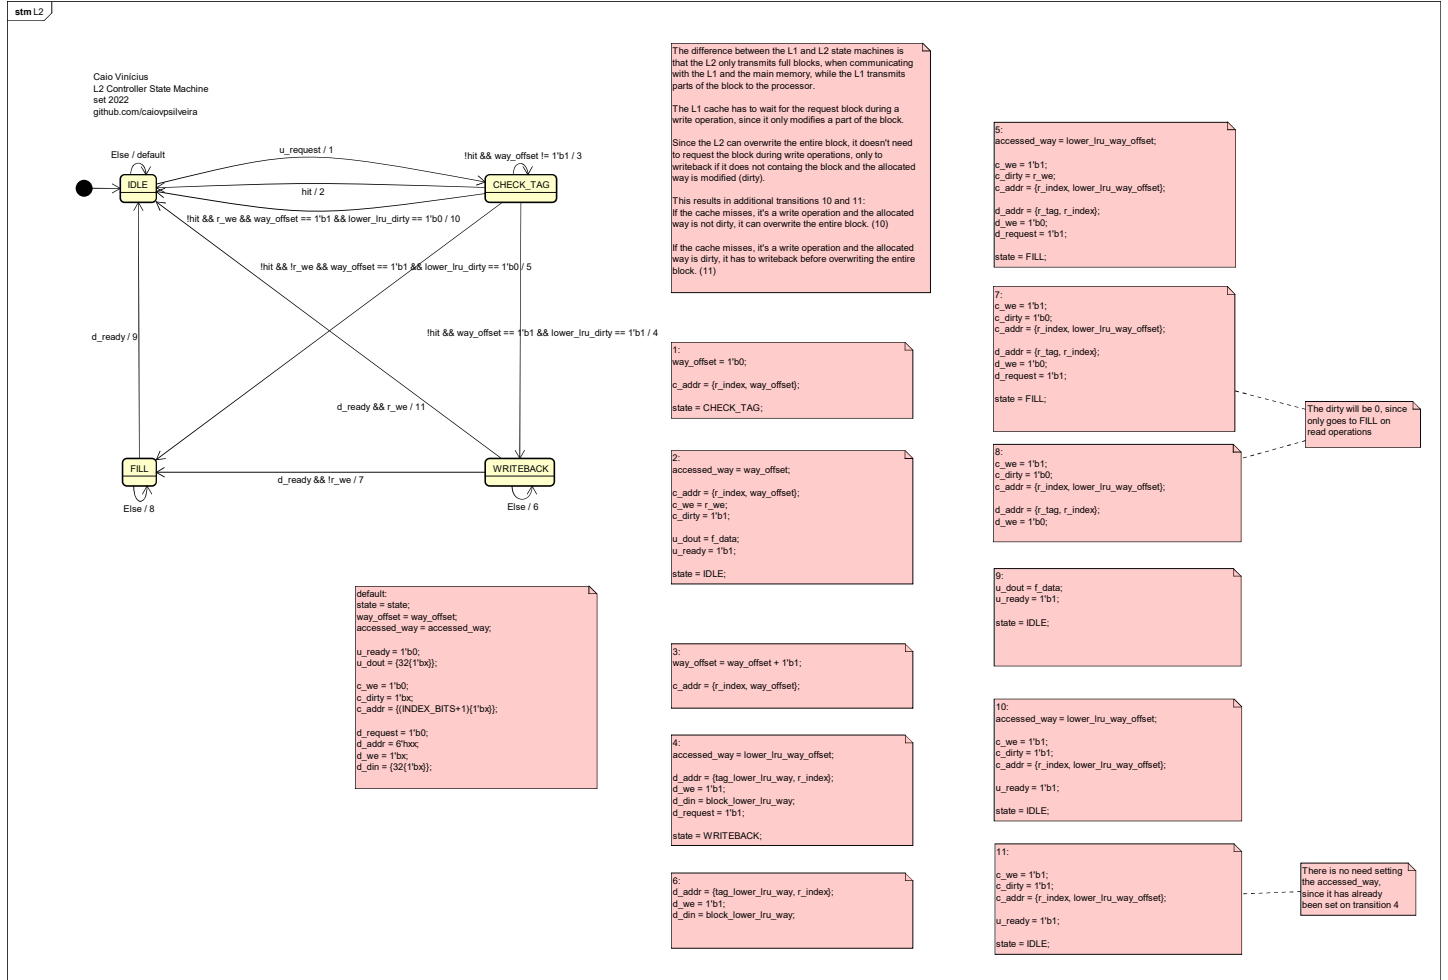 stm L2
Caio Vinícius
L2 Controller State Machine
set 2022
github.com/caiovpsilveira
Else / default
u_request / 1
!hit && way_offset != 1'b1 / 3
IDLE
hit / 2
CHECK_TAG
!hit && r_we && way_offset == 1'b1 && lower_lru_dirty == 1'b0 / 10
!hit && !r_we && way_offset == 1'b1 && lower_lru_dirty == 1'b0 / 5
!hit && way_offset == 1'b1 && lower_lru_dirty == 1'b1 / 4
d_ready / 9
d_ready && r_we / 11
FILL
WRITEBACK
d_ready && !r_we / 7
Else / 8
Else / 6
default:
state = state;
way_offset = way_offset;
accessed_way = accessed_way;
u_ready = 1'b0;
u_dout = {32{1'bx}};
c_we = 1'b0;
c_dirty = 1'bx;
c_addr = {(INDEX_BITS+1){1'bx}};
d_request = 1'b0;
d_addr = 6'hxx;
d_we = 1'bx;
d_din = {32{1'bx}};
The difference between the L1 and L2 state machines is
that the L2 only transmits full blocks, when communicating
with the L1 and the main memory, while the L1 transmits
parts of the block to the processor.
The L1 cache has to wait for the request block during a
write operation, since it only modifies a part of the block.
Since the L2 can overwrite the entire block, it doesn't need
to request the block during write operations, only to
writeback if it does not containg the block and the allocated
way is modified (dirty).
This results in additional transitions 10 and 11:
If the cache misses, it's a write operation and the allocated
way is not dirty, it can overwrite the entire block. (10)
If the cache misses, it's a write operation and the allocated
way is dirty, it has to writeback before overwriting the entire
block. (11)
1:
way_offset = 1'b0;
c_addr = {r_index, way_offset};
state = CHECK_TAG;
2:
accessed_way = way_offset;
c_addr = {r_index, way_offset};
c_we = r_we;
c_dirty = 1'b1;
u_dout = f_data;
u_ready = 1'b1;
state = IDLE;
3:
way_offset = way_offset + 1'b1;
c_addr = {r_index, way_offset};
4:
accessed_way = lower_lru_way_offset;
d_addr = {tag_lower_lru_way, r_index};
d_we = 1'b1;
d_din = block_lower_lru_way;
d_request = 1'b1;
state = WRITEBACK;
6:
d_addr = {tag_lower_lru_way, r_index};
d_we = 1'b1;
d_din = block_lower_lru_way;
5:
accessed_way = lower_lru_way_offset;
c_we = 1'b1;
c_dirty = r_we;
c_addr = {r_index, lower_lru_way_offset};
d_addr = {r_tag, r_index};
d_we = 1'b0;
d_request = 1'b1;
state = FILL;
7:
c_we = 1'b1;
c_dirty = 1'b0;
c_addr = {r_index, lower_lru_way_offset};
d_addr = {r_tag, r_index};
d_we = 1'b0;
d_request = 1'b1;
state = FILL;
The dirty will be 0, since
only goes to FILL on
read operations
8:
c_we = 1'b1;
c_dirty = 1'b0;
c_addr = {r_index, lower_lru_way_offset};
d_addr = {r_tag, r_index};
d_we = 1'b0;
9:
u_dout = f_data;
u_ready = 1'b1;
state = IDLE;
10:
accessed_way = lower_lru_way_offset;
c_we = 1'b1;
c_dirty = 1'b1;
c_addr = {r_index, lower_lru_way_offset};
u_ready = 1'b1;
state = IDLE;
11:
c_we = 1'b1;
c_dirty = 1'b1;
c_addr = {r_index, lower_lru_way_offset};
u_ready = 1'b1;
state = IDLE;
There is no need setting
the accessed_way,
since it has already
been set on transition 4